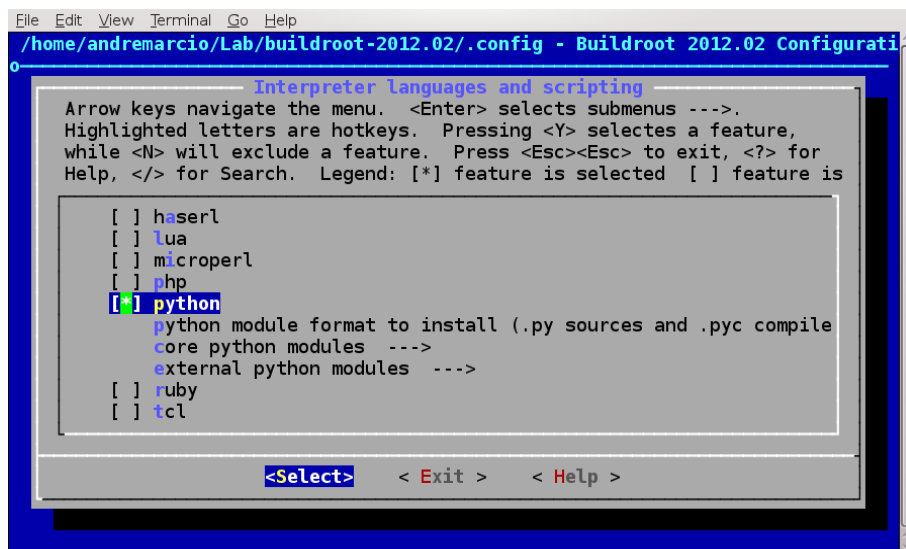 File Edit View Terminal Go Help
/home/andremarcio/Lab/buildroot-2012.02/.config - Buildroot 2012.02 Configurati
o
Interpreter languages and scripting
Arrow keys navigate the menu. <Enter> selects submenus --->.
Highlighted letters are hotkeys. Pressing <Y> selectes a feature,
while <N> will exclude a feature. Press <Esc><Esc> to exit, <?> for
Help, </> for Search. Legend: [*] feature is selected [ ] feature is
[ ] haserl
[ ] lua
[ ] microperl
[ ] php
[*] python
python module format to install (.py sources and .pyc compile
core python modules --->
external python modules --->
[ ] ruby
[ ] tcl
<Select> < Exit > < Help >